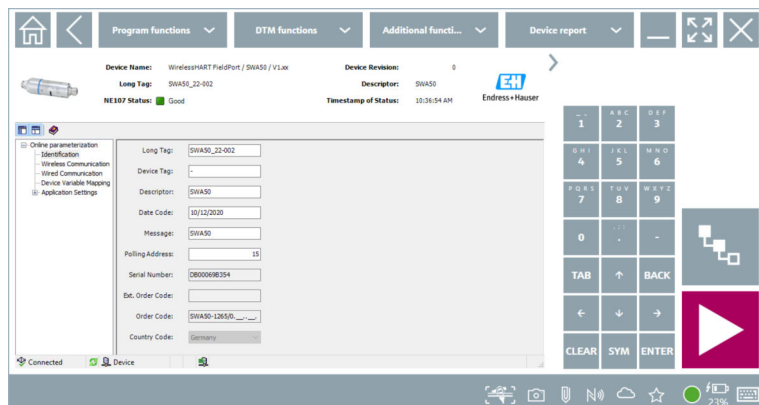 Program functions
DTM functions
Additional functi...
Device report
Device Name: WirelessHART FieldPort / SWA50 / V1.xx
Device Revision: 0
Long Tag: SWA50_22-002
Descriptor: SWA50
NE107 Status: Good
Timestamp of Status: 10:36:54 AM
EH
Endress+Hauser
Online parameterization
Identification
Wireless Communication
Wired Communication
Device Variable Mapping
Application Settings
Long Tag: SWA50_22-002
Device Tag: -
Descriptor: SWA50
Date Code: 10/12/2020
Message: SWA50
Polling Address: 15
Serial Number: DB00069B354
Ext. Order Code:
Order Code: SWA50-1265/0.__..__.
Country Code: Germany
Connected
Device
_ - 1
ABC 2
DEF 3
GHI 4
JKL 5
MNO 6
PQRS 7
TUV 8
WXYZ 9
0
.
-
TAB
↑
BACK
←
↓
→
CLEAR
SYM
ENTER
23%